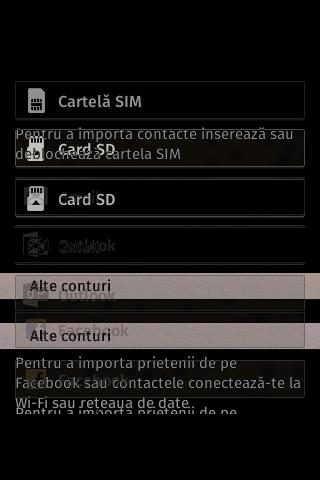 Cartelă SIM
Pentru a importa contacte inserează sau
deblochează cartela SIM
Card SD
Card SD
Outlook
Alte conturi
Outlook
Facebook
Alte conturi
Pentru a importa prietenii de pe
Facebook sau contactele conectează-te la
Wi-Fi sau rețeaua de date.
Pentru a importa prietenii de pe